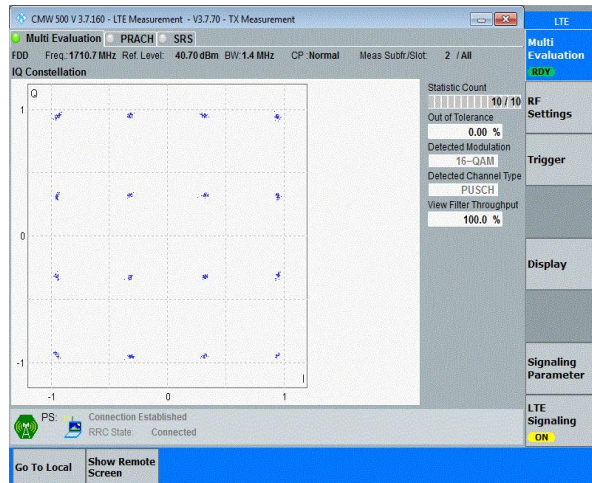 CMW 500 V 3.7.160 - LTE Measurement - V3.7.70 - TX Measurement
LTE
Multi Evaluation PRACH SRS
Multi
Evaluation
RDY
FDD Freq.:1710.7 MHz Ref. Level: 40.70 dBm BW:1.4 MHz CP :Normal Meas Subfr./Slot: 2 / All
IQ Constellation
Q
1
0
-1
-1
0
1
I
Statistic Count
10 / 10
Out of Tolerance
0.00 %
Detected Modulation
16–QAM
Detected Channel Type
PUSCH
View Filter Throughput
100.0 %
RF
Settings
Trigger
Display
Signaling
Parameter
LTE
Signaling
ON
PS: Connection Established
RRC State: Connected
Go To Local
Show Remote
Screen